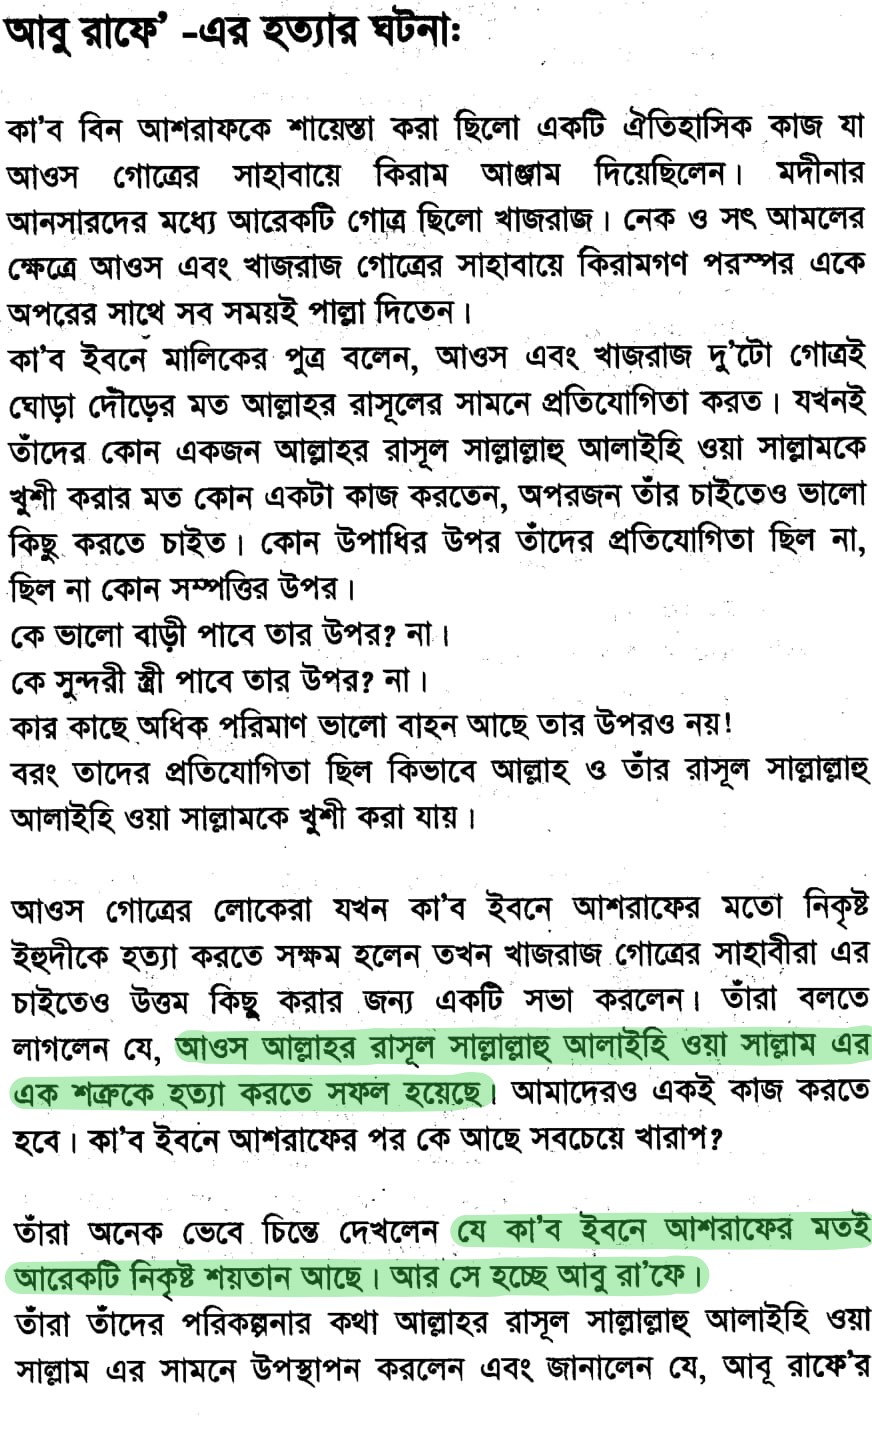 আবু রাফে’ -এর হত্যার ঘটনা:
কা’ব বিন আশরাফকে শায়েস্তা করা ছিলো একটি ঐতিহাসিক কাজ যা
আওস গোত্রের সাহাবায়ে কিরাম আঞ্জাম দিয়েছিলেন। মদীনার
আনসারদের মধ্যে আরেকটি গোত্র ছিলো খাজরাজ। নেক ও সৎ আমলের
ক্ষেত্রে আওস এবং খাজরাজ গোত্রের সাহাবায়ে কিরামগণ পরস্পর একে
অপরের সাথে সব সময়ই পাল্লা দিতেন।
কা’ব ইবনে মালিকের পুত্র বলেন, আওস এবং খাজরাজ দু’টো গোত্রই
ঘোড়া দৌঁড়ের মত আল্লাহর রাসূলের সামনে প্রতিযোগিতা করত। যখনই
তাঁদের কোন একজন আল্লাহর রাসূল সাল্লাল্লাহু আলাইহি ওয়া সাল্লামকে
খুশী করার মত কোন একটা কাজ করতেন, অপরজন তাঁর চাইতেও ভালো
কিছু করতে চাইত। কোন উপাধির উপর তাঁদের প্রতিযোগিতা ছিল না,
ছিল না কোন সম্পত্তির উপর।
কে ভালো বাড়ী পাবে তার উপর? না।
কে সুন্দরী স্ত্রী পাবে তার উপর? না।
কার কাছে অধিক পরিমাণ ভালো বাহন আছে তার উপরও নয়!
বরং তাদের প্রতিযোগিতা ছিল কিভাবে আল্লাহ ও তাঁর রাসূল সাল্লাল্লাহু
আলাইহি ওয়া সাল্লামকে খুশী করা যায়।
আওস গোত্রের লোকেরা যখন কা’ব ইবনে আশরাফের মতো নিকৃষ্ট
ইহুদীকে হত্যা করতে সক্ষম হলেন তখন খাজরাজ গোত্রের সাহাবীরা এর
চাইতেও উত্তম কিছু করার জন্য একটি সভা করলেন। তাঁরা বলতে
লাগলেন যে, আওস আল্লাহর রাসূল সাল্লাল্লাহু আলাইহি ওয়া সাল্লাম এর
এক শত্রুকে হত্যা করতে সফল হয়েছে। আমাদেরও একই কাজ করতে
হবে। কা’ব ইবনে আশরাফের পর কে আছে সবচেয়ে খারাপ?
তাঁরা অনেক ভেবে চিন্তে দেখলেন যে কা’ব ইবনে আশরাফের মতই
আরেকটি নিকৃষ্ট শয়তান আছে। আর সে হচ্ছে আবু রা’ফে।
তাঁরা তাঁদের পরিকল্পনার কথা আল্লাহর রাসূল সাল্লাল্লাহু আলাইহি ওয়া
সাল্লাম এর সামনে উপস্থাপন করলেন এবং জানালেন যে, আবূ রাফে’র